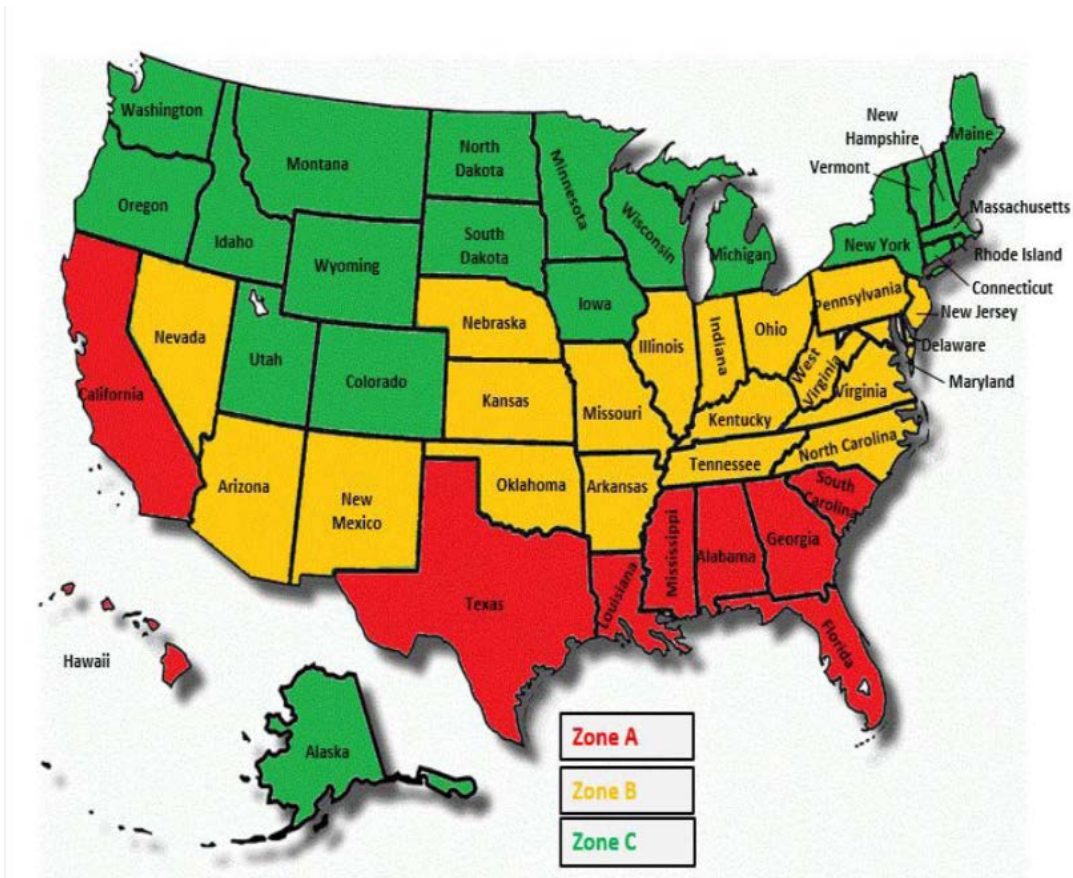 Washington
Montana
North
Dakota
Minnesota
New
Hampshire
Maine
Vermont
Massachusetts
Oregon
Idaho
Wyoming
South
Dakota
Wisconsin
Michigan
New York
Rhode Island
Connecticut
Nevada
Utah
Colorado
Nebraska
Iowa
Illinois
Indiana
Ohio
Pennsylvania
New Jersey
Delaware
Maryland
California
Kansas
Missouri
Kentucky
West
Virginia
Virginia
Arizona
New
Mexico
Oklahoma
Arkansas
Tennessee
North Carolina
South
Carolina
Texas
Louisiana
Mississippi
Alabama
Georgia
Florida
Hawaii
Alaska
Zone A
Zone B
Zone C